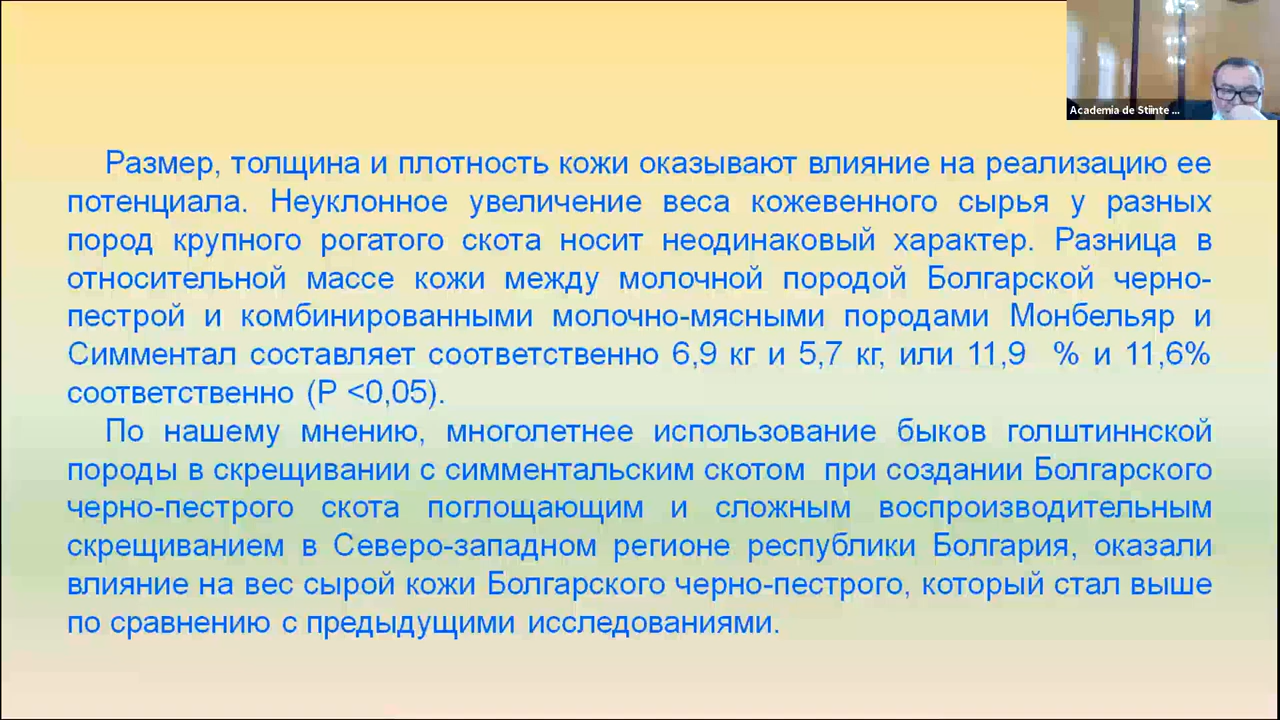 Academia de Stiinte ...
Размер, толщина и плотность кожи оказывают влияние на реализацию ее
потенциала. Неуклонное увеличение веса кожевенного сырья у разных
пород крупного рогатого скота носит неодинаковый характер. Разница в
относительной массе кожи между молочной породой Болгарской черно-
пестрой и комбинированными молочно-мясными породами Монбельяр и
Симментал составляет соответственно 6,9 кг и 5,7 кг, или 11,9 % и 11,6%
соответственно (P <0,05).
По нашему мнению, многолетнее использование быков голштиннской
породы в скрещивании с симментальским скотом при создании Болгарского
черно-пестрого скота поглощающим и сложным воспроизводительным
скрещиванием в Северо-западном регионе республики Болгария, оказали
влияние на вес сырой кожи Болгарского черно-пестрого, который стал выше
по сравнению с предыдущими исследованиями.